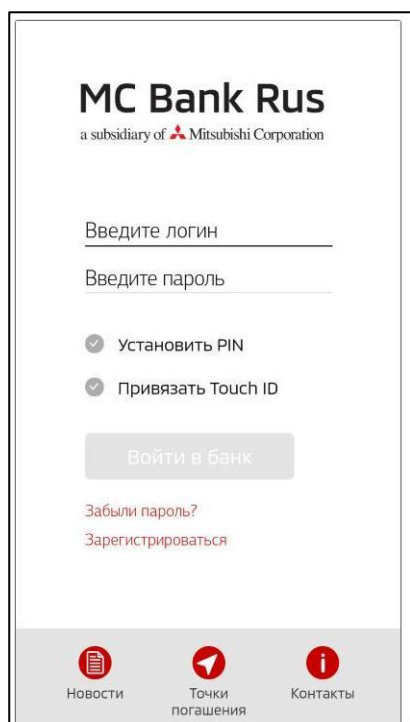 MC Bank Rus
a subsidiary of Mitsubishi Corporation
Введите логин
Введите пароль
Установить PIN
Привязать Touch ID
Войти в банк
Забыли пароль?
Зарегистрироваться
Новости
Точки
погашения
Контакты